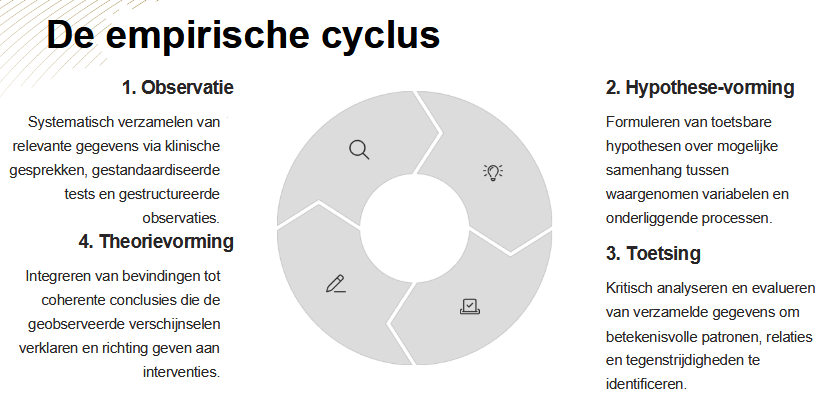 De empirische cyclus
1. Observatie
Systematisch verzamelen van
relevante gegevens via klinische
gesprekken, gestandaardiseerde
tests en gestructureerde
observaties.
2. Hypothese-vorming
Formuleren van toetsbare
hypothesen over mogelijke
samenhang tussen
waargenomen variabelen en
onderliggende processen.
3. Toetsing
Kritisch analyseren en evalueren
van verzamelde gegevens om
betekenisvolle patronen, relaties
en tegenstrijdigheden te
identificeren.
4. Theorievorming
Integreren van bevindingen tot
coherente conclusies die de
geobserveerde verschijnselen
verklaren en richting geven aan
interventies.